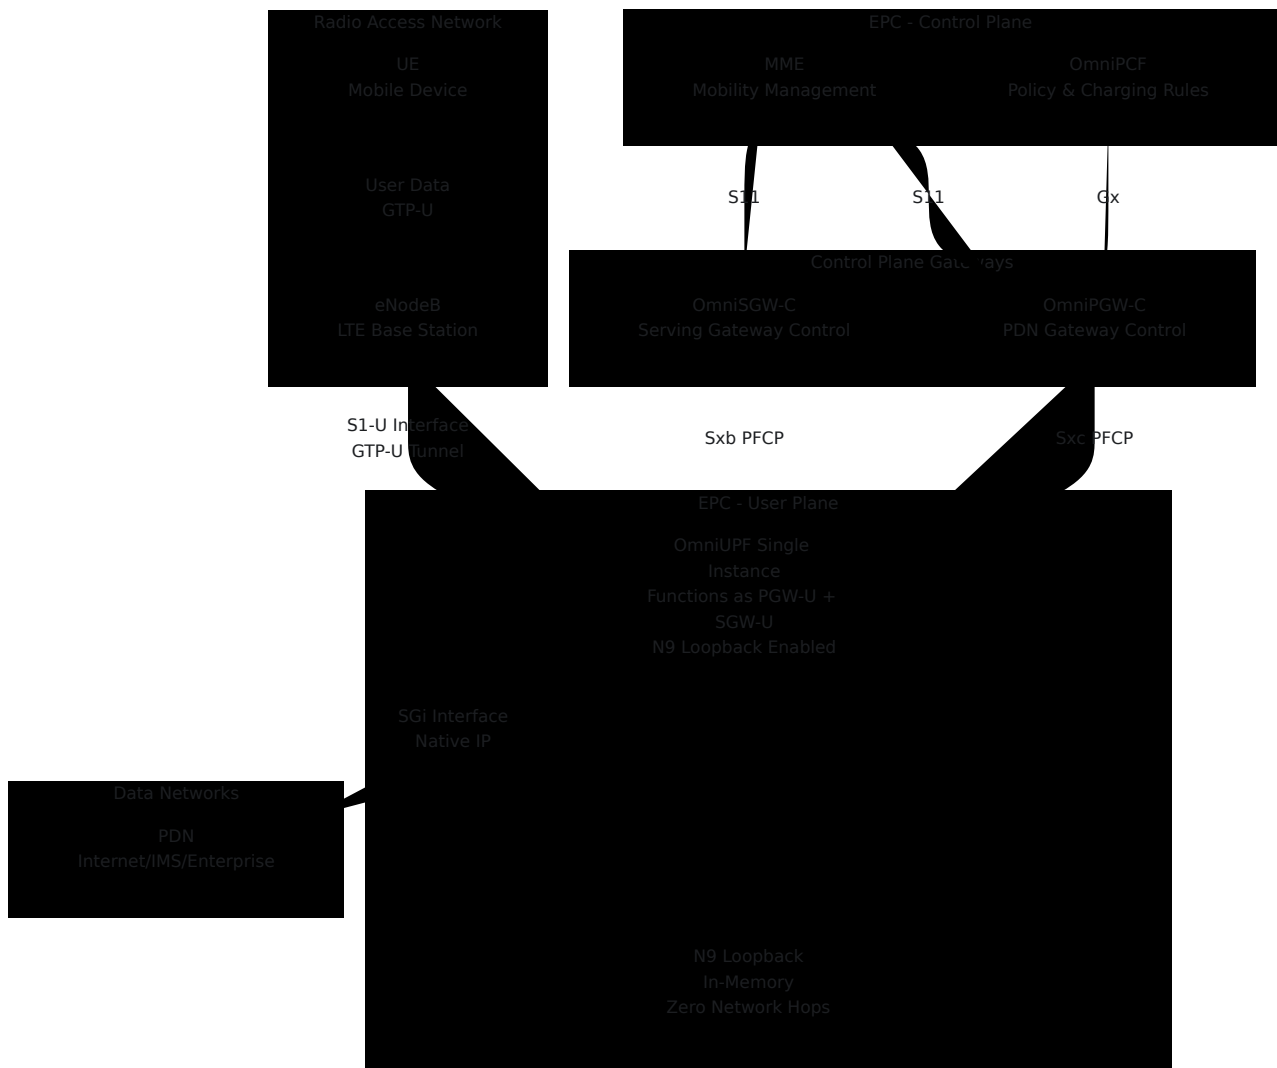 Radio Access Network
UE
Mobile Device
User Data
GTP-U
eNodeB
LTE Base Station
EPC - Control Plane
MME
Mobility Management
OmniPCF
Policy & Charging Rules
S11
S11
Gx
Control Plane Gateways
OmniSGW-C
Serving Gateway Control
OmniPGW-C
PDN Gateway Control
S1-U Interface
GTP-U Tunnel
Sxb PFCP
Sxc PFCP
EPC - User Plane
OmniUPF Single
Instance
Functions as PGW-U +
SGW-U
N9 Loopback Enabled
SGi Interface
Native IP
Data Networks
PDN
Internet/IMS/Enterprise
N9 Loopback
In-Memory
Zero Network Hops